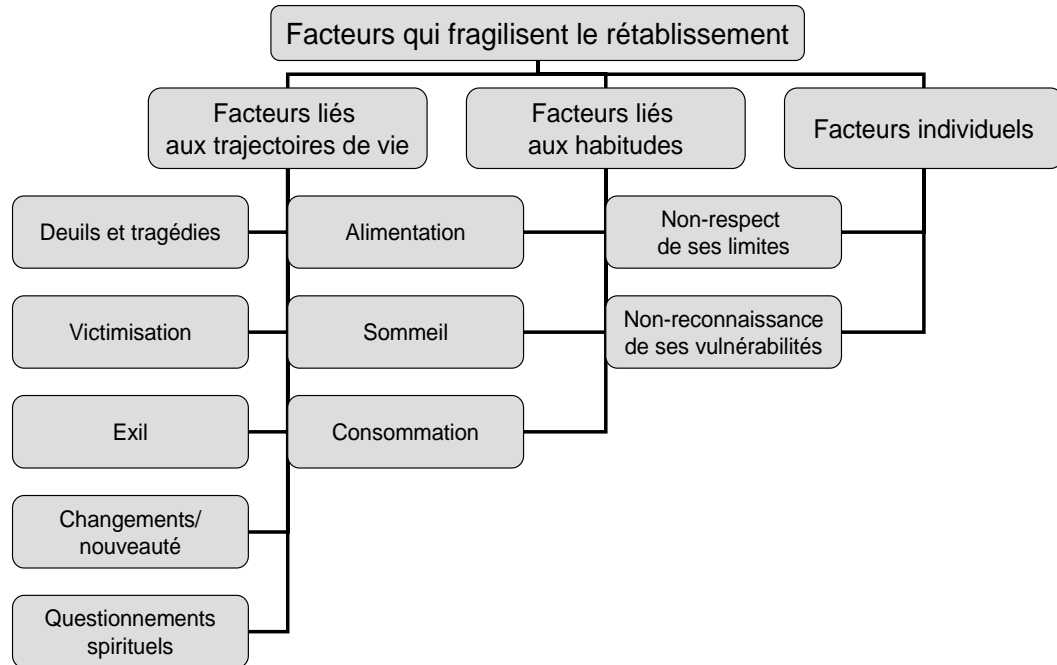 Facteurs qui fragilisent le rétablissement
Facteurs liés
aux trajectoires de vie
Facteurs liés
aux habitudes
Facteurs individuels
Deuils et tragédies
Alimentation
Non-respect
de ses limites
Victimisation
Sommeil
Non-reconnaissance
de ses vulnérabilités
Exil
Consommation
Changements/
nouveauté
Questionnements
spirituels